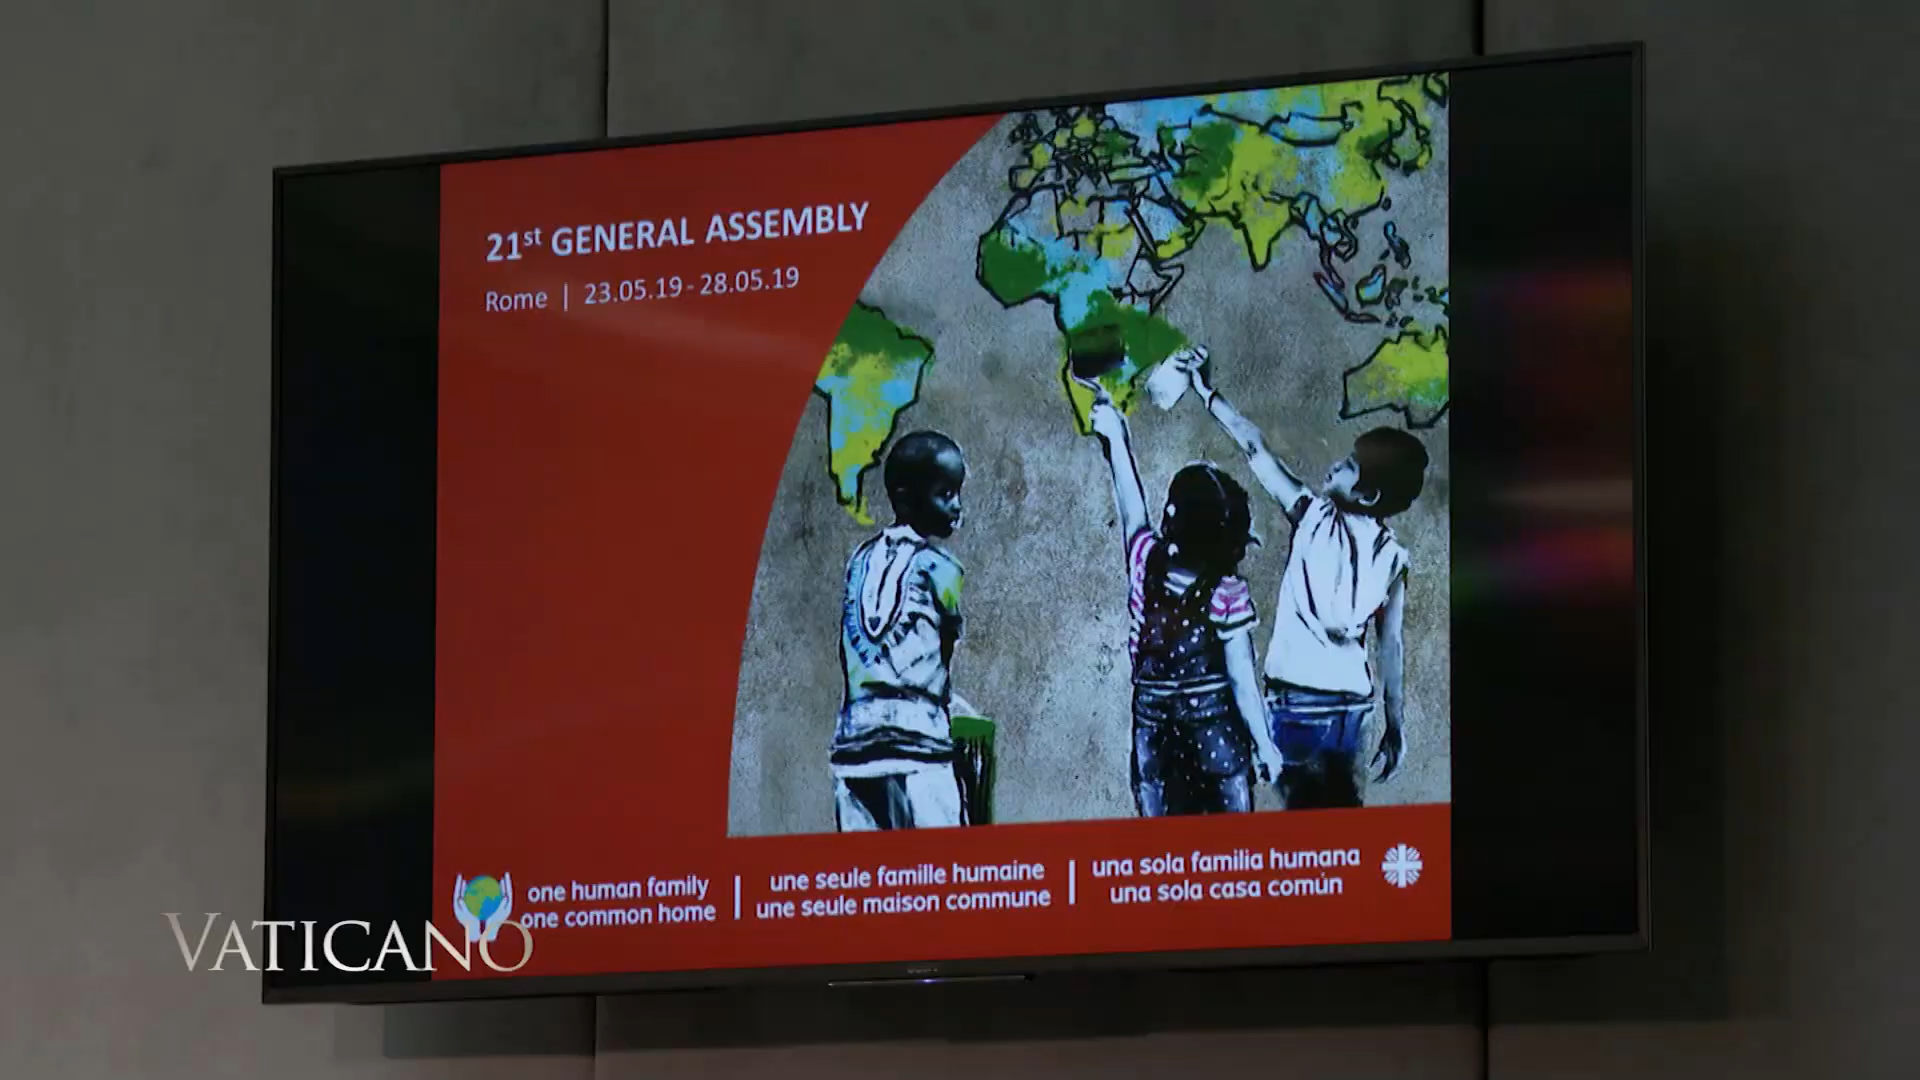 21st GENERAL ASSEMBLY
Rome | 23.05.19 - 28.05.19
one human family
one common home
une seule famille humaine
une seule maison commune
una sola familia humana
una sola casa común
VATICANO